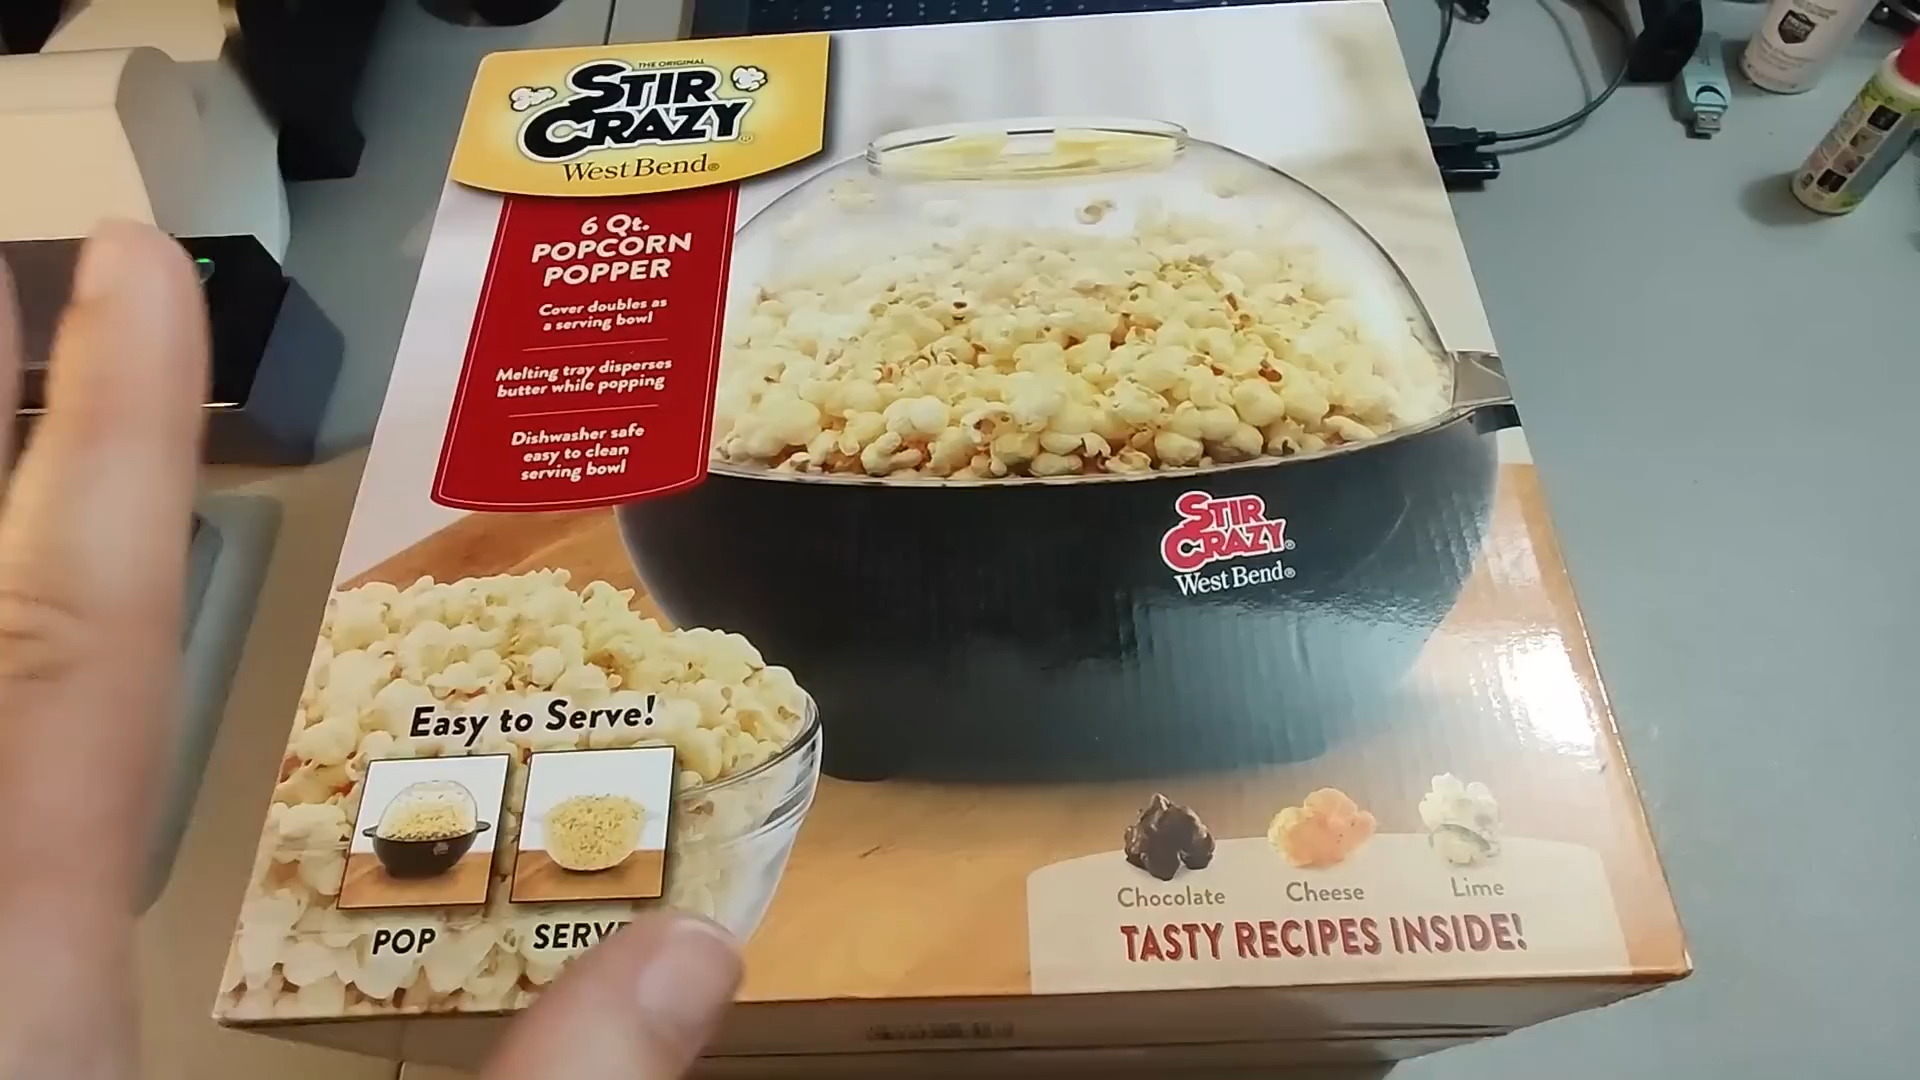 THE ORIGINAL
STIR
CRAZY
West Bend®
6 Qt.
POPCORN
POPPER
Cover doubles as
a serving bowl
Melting tray disperses
butter while popping
Dishwasher safe
easy to clean
serving bowl
STIR
CRAZY®
West Bend®
Easy to Serve!
POP
SERVE
Chocolate
Cheese
Lime
TASTY RECIPES INSIDE!